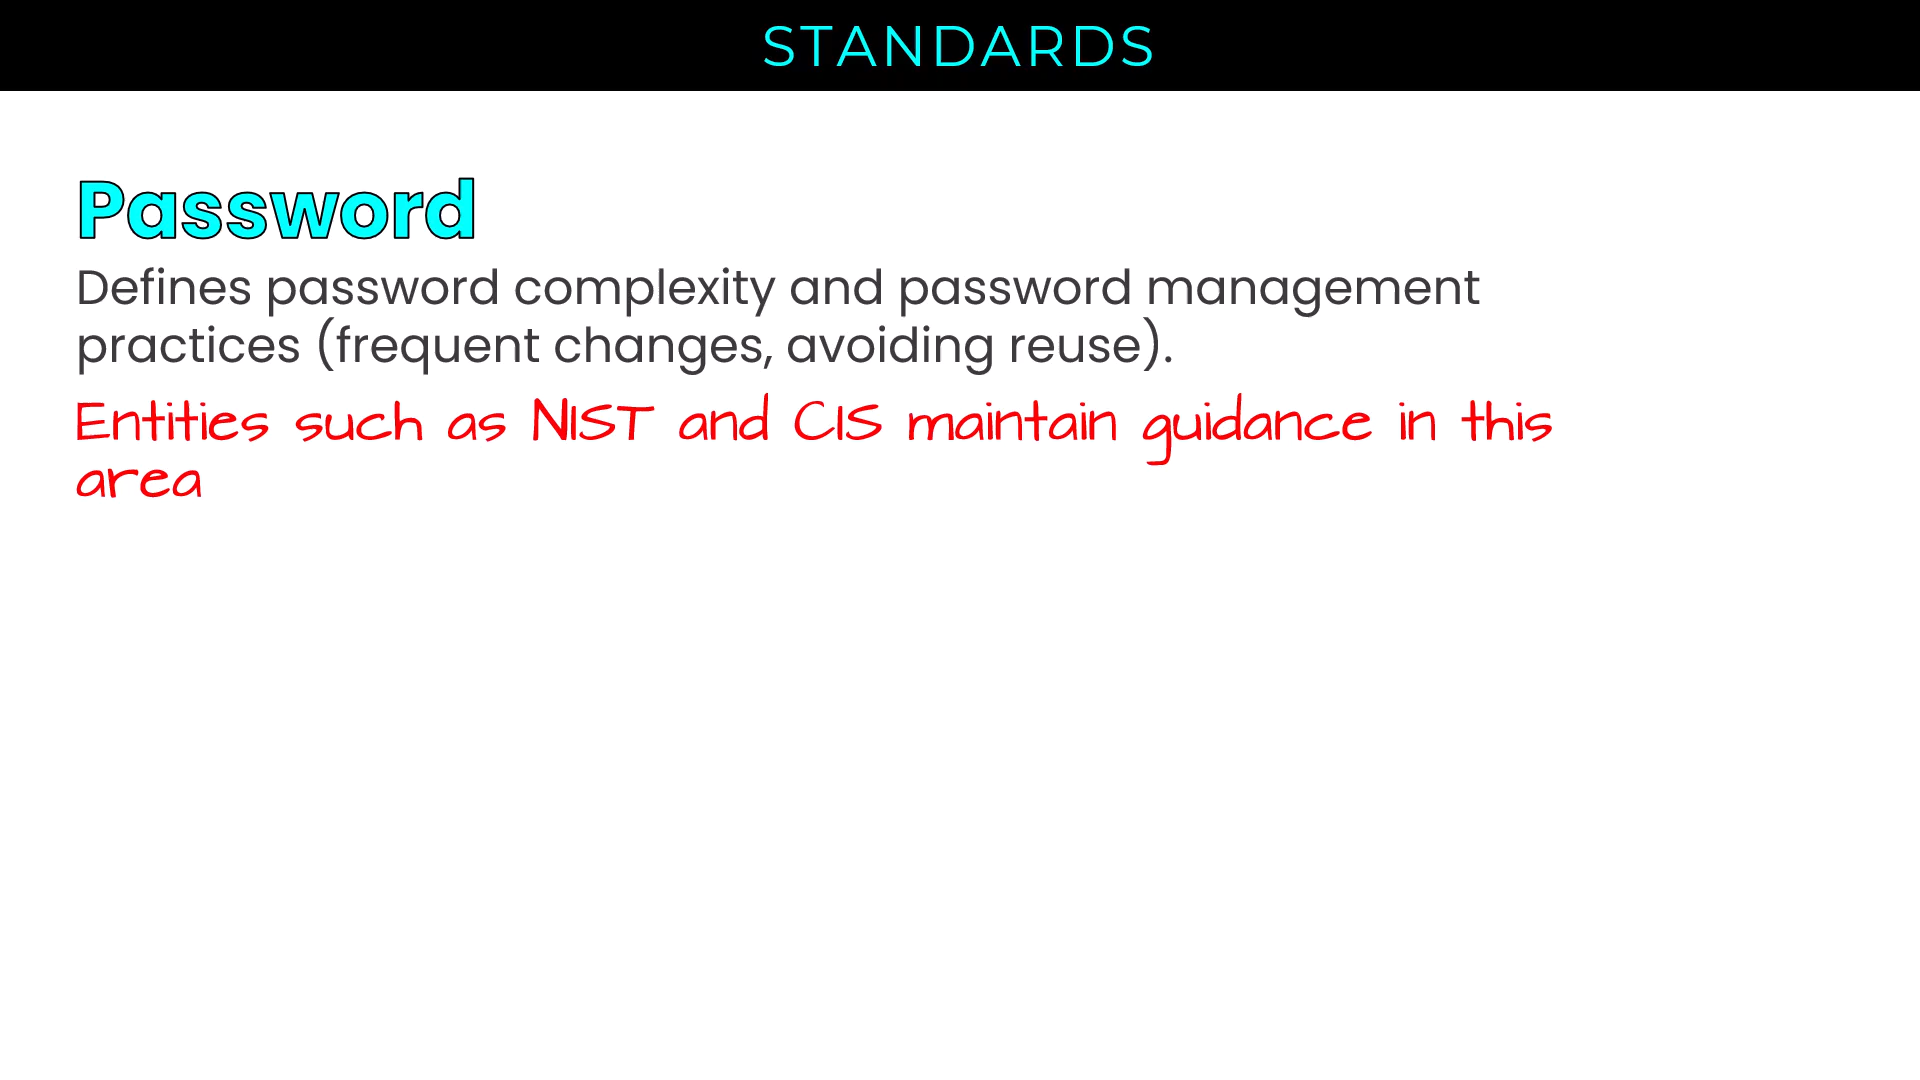 STANDARDS
Password
Defines password complexity and password management
practices (frequent changes, avoiding reuse).
Entities such as NIST and CIS maintain guidance in this
area